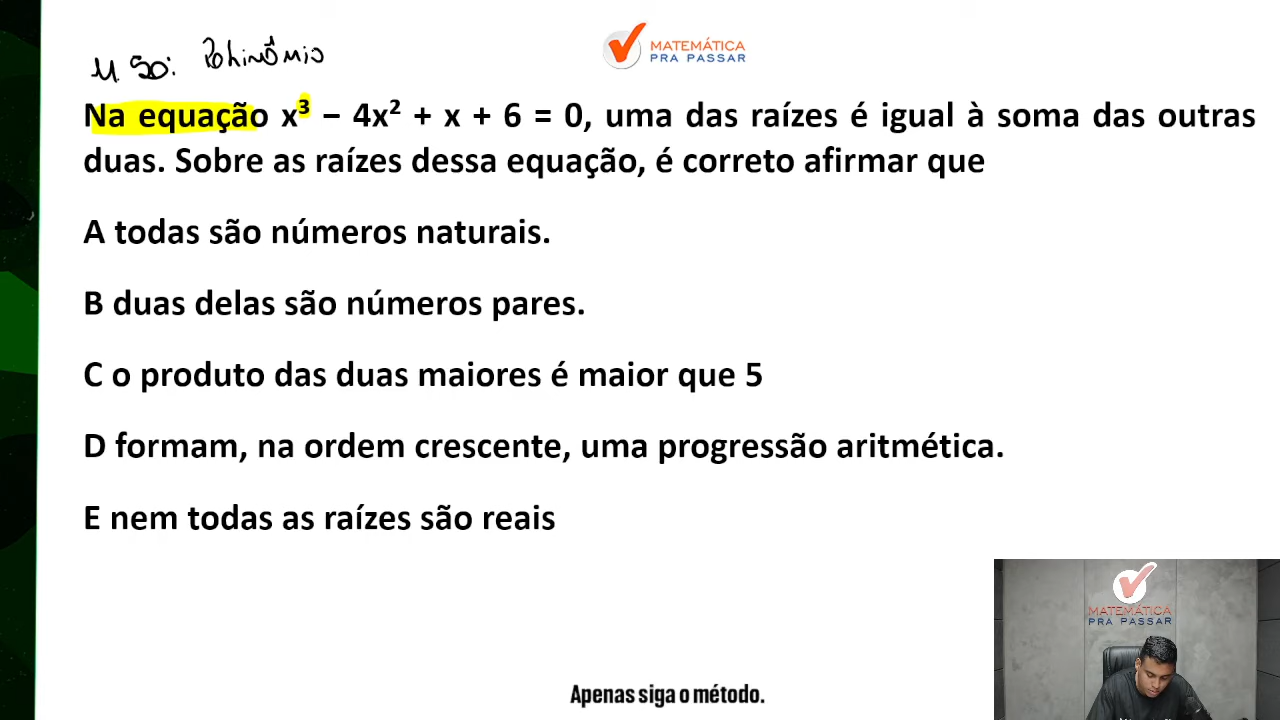 M. 50: Polinômio
MATEMÁTICA
PRA PASSAR
Na equação x³ – 4x² + x + 6 = 0, uma das raízes é igual à soma das outras
duas. Sobre as raízes dessa equação, é correto afirmar que
A todas são números naturais.
B duas delas são números pares.
C o produto das duas maiores é maior que 5
D formam, na ordem crescente, uma progressão aritmética.
E nem todas as raízes são reais
MATEMÁTICA
PRA PASSAR
Apenas siga o método.